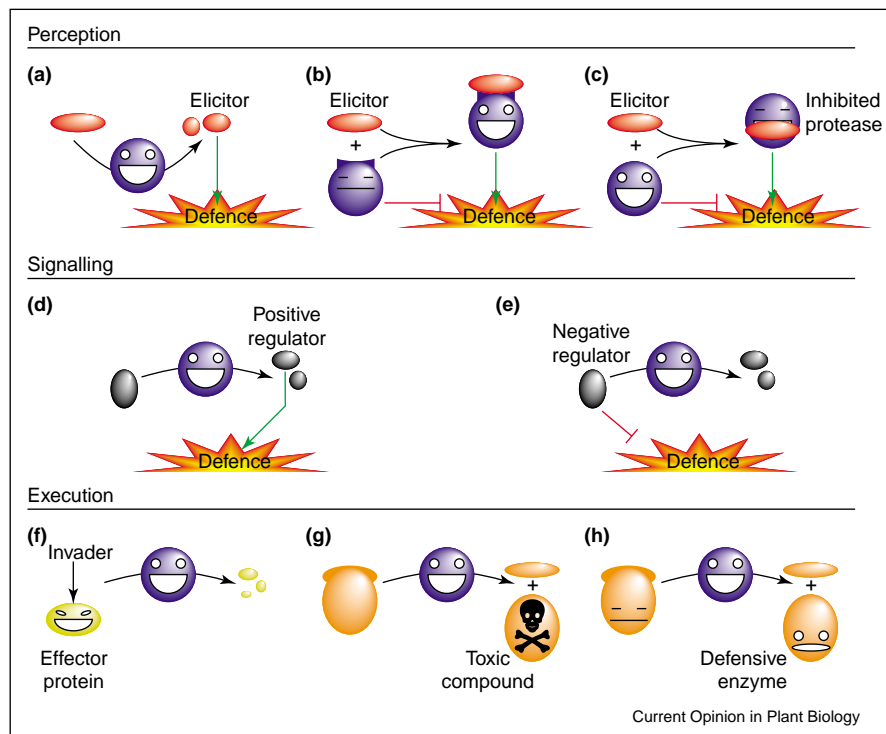 Perception
(a)
Elicitor
Defence
(b)
Elicitor
+
Defence
(c)
Elicitor
+
Inhibited
protease
Defence
Signalling
(d)
Positive
regulator
Defence
(e)
Negative
regulator
Defence
Execution
(f)
Invader
Effector
protein
(g)
+
Toxic
compound
(h)
+
Defensive
enzyme
Current Opinion in Plant Biology